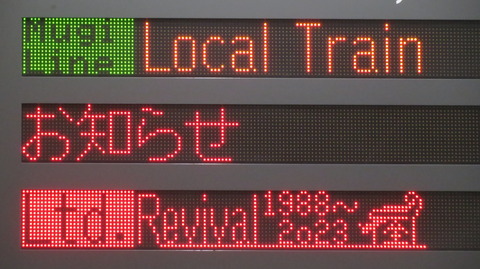 Mugi
Line
Local Train
お知らせ
Ltd.
Revival
1988～
2023